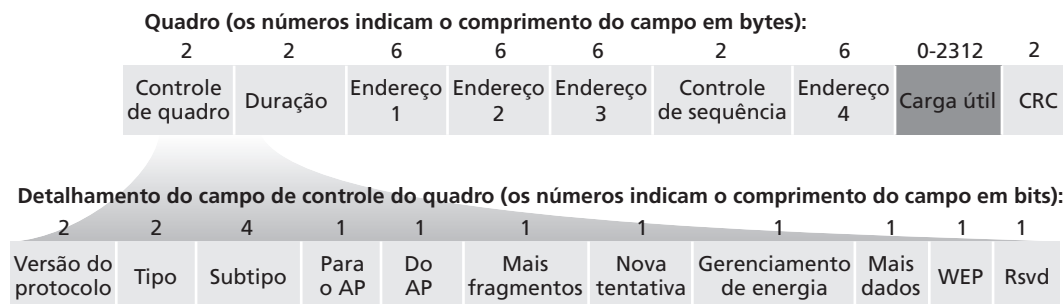 Quadro (os números indicam o comprimento do campo em bytes):
2 2 6 6 6 2 6 0-2312 2
Controle de quadro Duração Endereço 1 Endereço 2 Endereço 3 Controle de sequência Endereço 4 Carga útil CRC
Detalhamento do campo de controle do quadro (os números indicam o comprimento do campo em bits):
2 2 4 1 1 1 1 1 1 1 1
Versão do protocolo Tipo Subtipo Para o AP Do AP Mais fragmentos Nova tentativa Gerenciamento de energia Mais dados WEP Rsvd